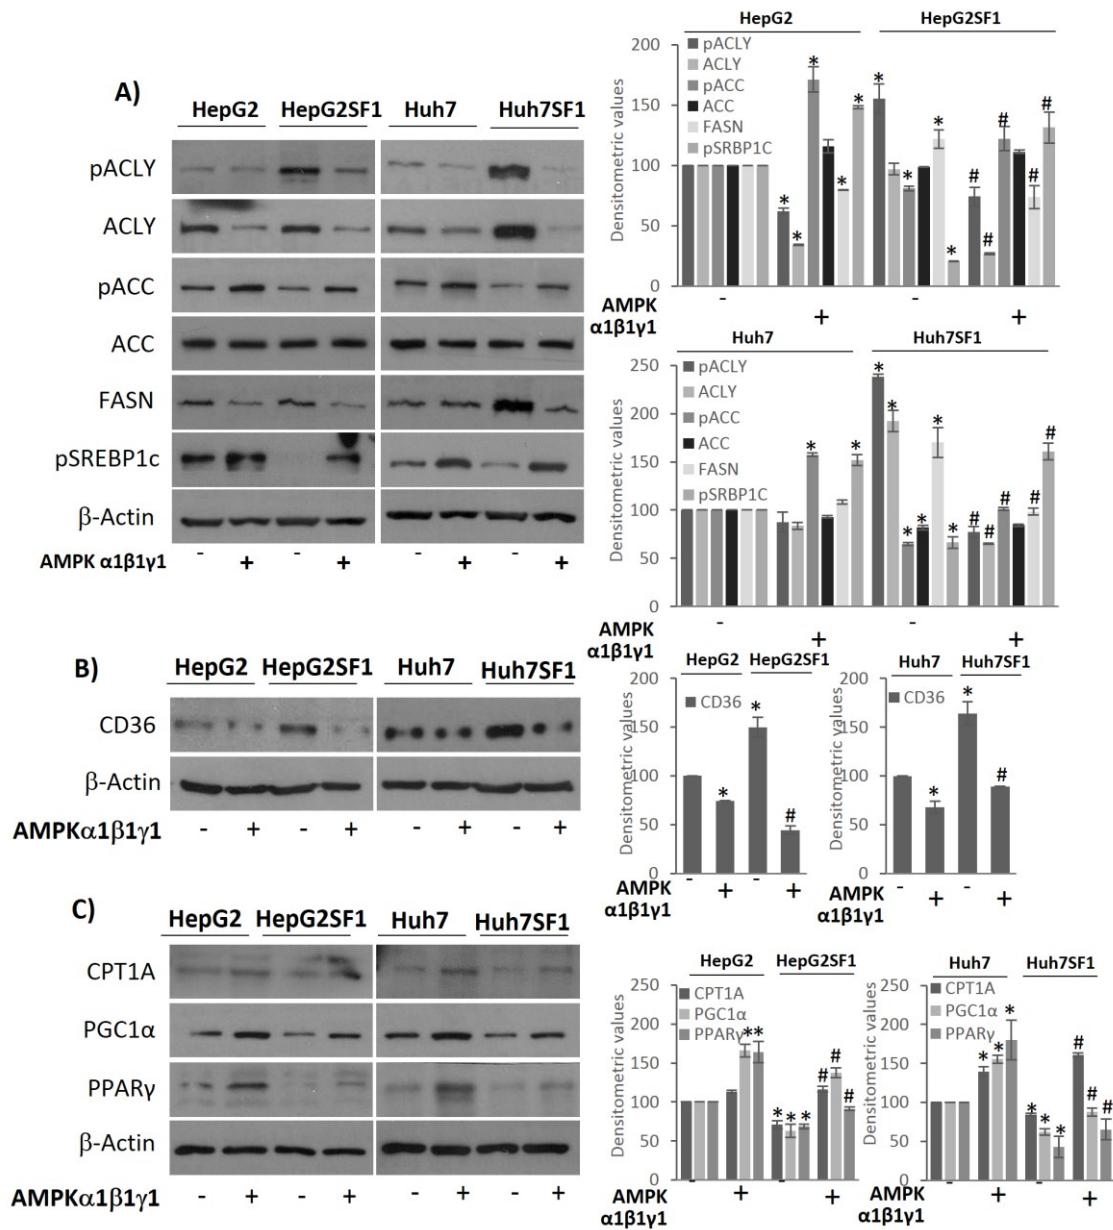 A)
HepG2 HepG2SF1 Huh7 Huh7SF1
pACLY
ACLY
pACC
ACC
FASN
pSREBP1c
β-Actin
AMPK α1β1γ1 - + - + - + - +
HepG2 HepG2SF1
Densitometric values
200
150
100
50
0
pACLY
ACLY
pACC
ACC
FASN
pSRBP1C
* * * * * * * * * # # # # #
AMPK
α1β1γ1
- + - +
Huh7 Huh7SF1
Densitometric values
250
200
150
100
50
0
pACLY
ACLY
pACC
ACC
FASN
pSRBP1C
* * * * * * * * # # # # #
AMPK
α1β1γ1
- + - +
B)
HepG2 HepG2SF1 Huh7 Huh7SF1
CD36
β-Actin
AMPKα1β1γ1 - + - + - + - +
HepG2 HepG2SF1
Densitometric values
200
150
100
50
0
CD36
* * #
AMPK
α1β1γ1
- + - +
Huh7 Huh7SF1
Densitometric values
200
150
100
50
0
CD36
* * #
- + - +
C)
HepG2 HepG2SF1 Huh7 Huh7SF1
CPT1A
PGC1α
PPARγ
β-Actin
AMPKα1β1γ1 - + - + - + - +
HepG2 HepG2SF1
Densitometric values
250
200
150
100
50
0
CPT1A
PGC1α
PPARγ
** * * * # # #
AMPK
α1β1γ1
- + - +
Huh7 Huh7SF1
Densitometric values
250
200
150
100
50
0
CPT1A
PGC1α
PPARγ
* * * * * * # # #
AMPK
α1β1γ1
- + - +